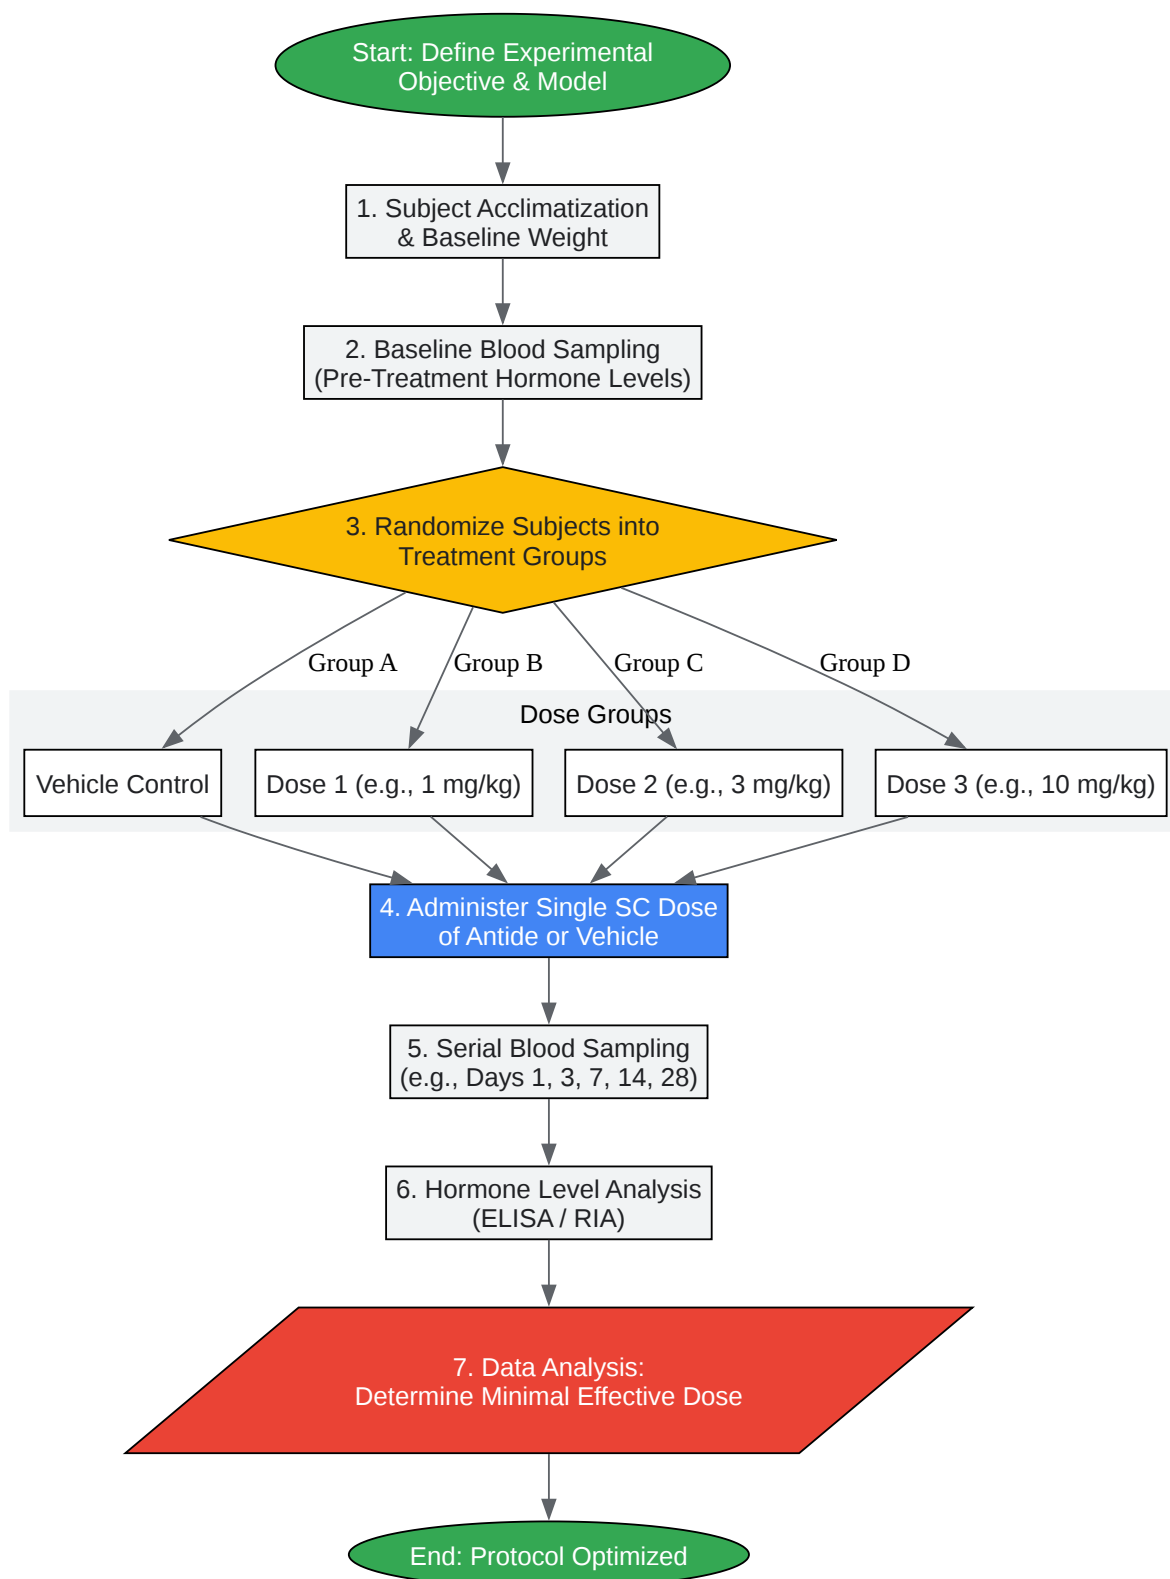 Start: Define Experimental
Objective & Model
1. Subject Acclimatization
& Baseline Weight
2. Baseline Blood Sampling
(Pre-Treatment Hormone Levels)
3. Randomize Subjects into
Treatment Groups
Group A
Group B
Group C
Group D
Dose Groups
Vehicle Control
Dose 1 (e.g., 1 mg/kg)
Dose 2 (e.g., 3 mg/kg)
Dose 3 (e.g., 10 mg/kg)
4. Administer Single SC Dose
of Antide or Vehicle
5. Serial Blood Sampling
(e.g., Days 1, 3, 7, 14, 28)
6. Hormone Level Analysis
(ELISA / RIA)
7. Data Analysis:
Determine Minimal Effective Dose
End: Protocol Optimized